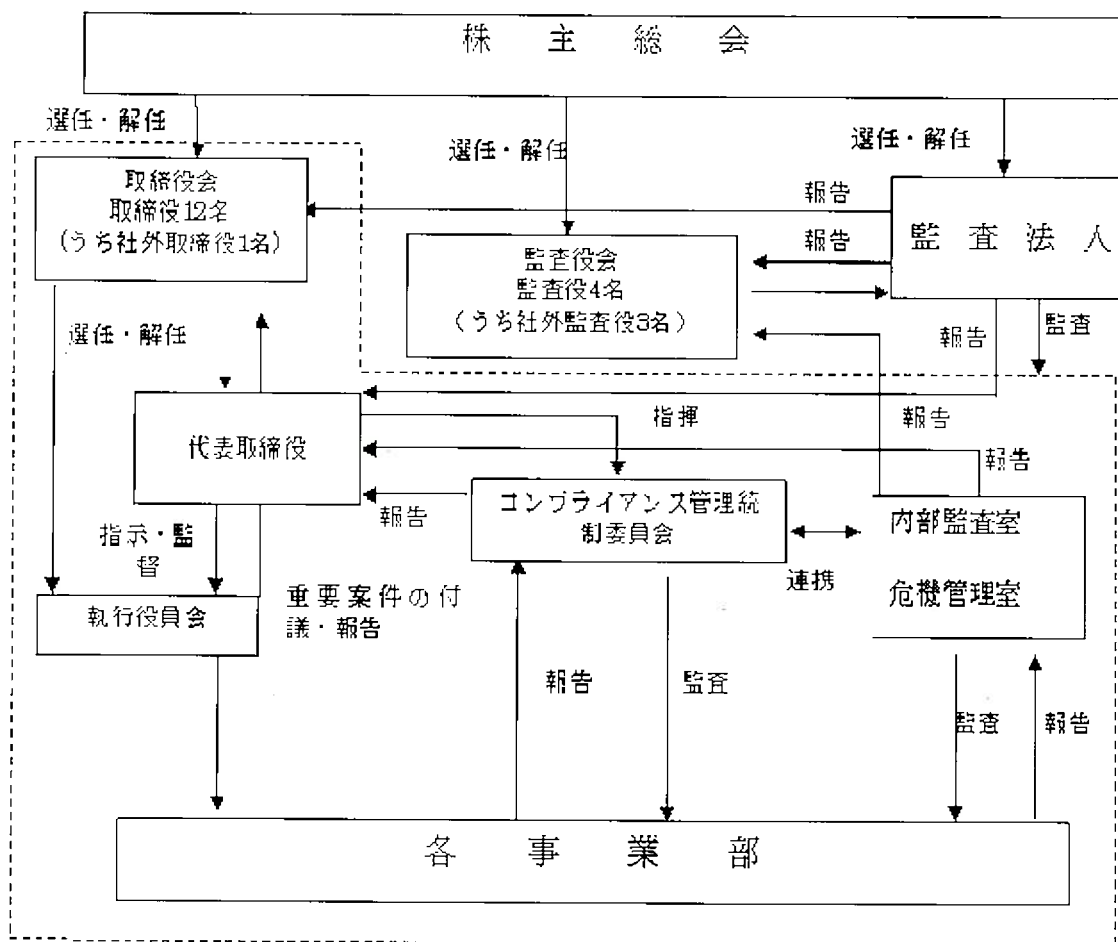 株主総会
選任・解任
選任・解任
選任・解任
取締役会
取締役12名
(うち社外取締役1名)
報告
報告
監査法人
監査役会
監査役4名
(うち社外監査役3名)
選任・解任
報告
監査
代表取締役
指揮
報告
報告
報告
コンプライアンス管理統
制委員会
内部監査室
危機管理室
連携
指示・監
督
執行役員会
重要案件の付
議・報告
報告
監査
監査
報告
各事業部